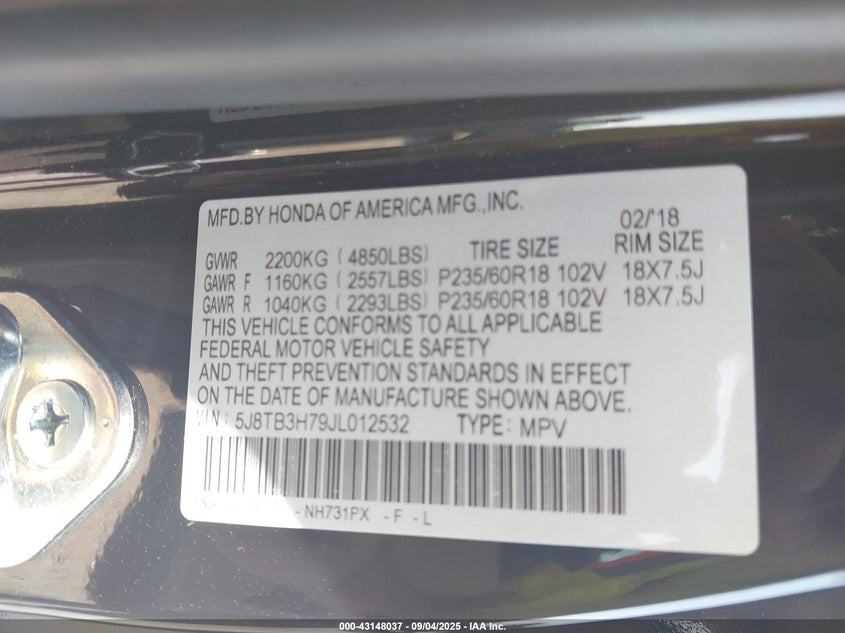 MFD.BY HONDA OF AMERICA MFG.,INC.
02/'18
GVWR 2200KG (4850LBS) TIRE SIZE RIM SIZE
GAWR F 1160KG (2557LBS) P235/60R18 102V 18X7.5J
GAWR R 1040KG (2293LBS) P235/60R18 102V 18X7.5J
THIS VEHICLE CONFORMS TO ALL APPLICABLE
FEDERAL MOTOR VEHICLE SAFETY
AND THEFT PREVENTION STANDARDS IN EFFECT
ON THE DATE OF MANUFACTURE SHOWN ABOVE.
VIN: 5J8TB3H79JL012532 TYPE: MPV
- NH731PX - F - L
000-43148037 - 09/04/2025 - IAA Inc.